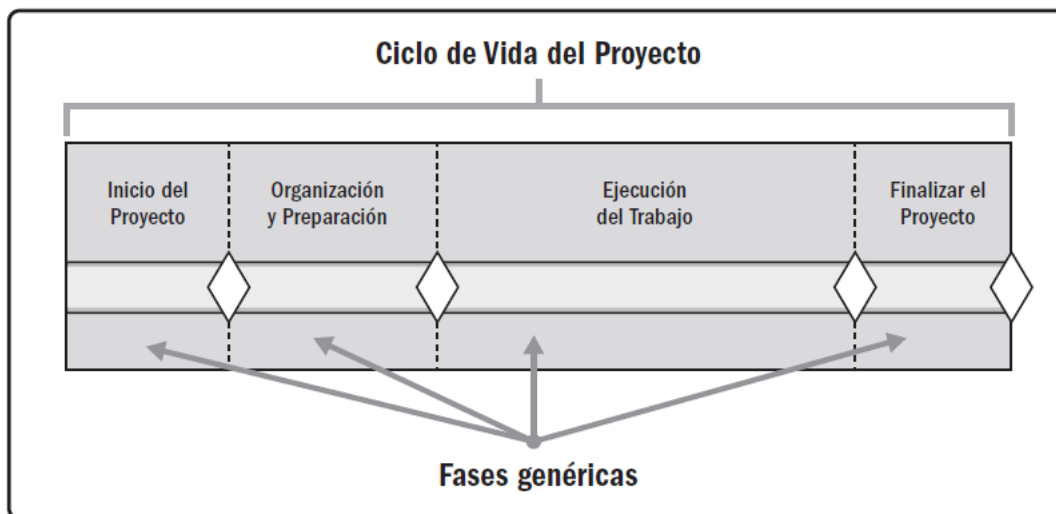 Ciclo de Vida del Proyecto
Inicio del
Proyecto
Organización
y Preparación
Ejecución
del Trabajo
Finalizar el
Proyecto
Fases genéricas